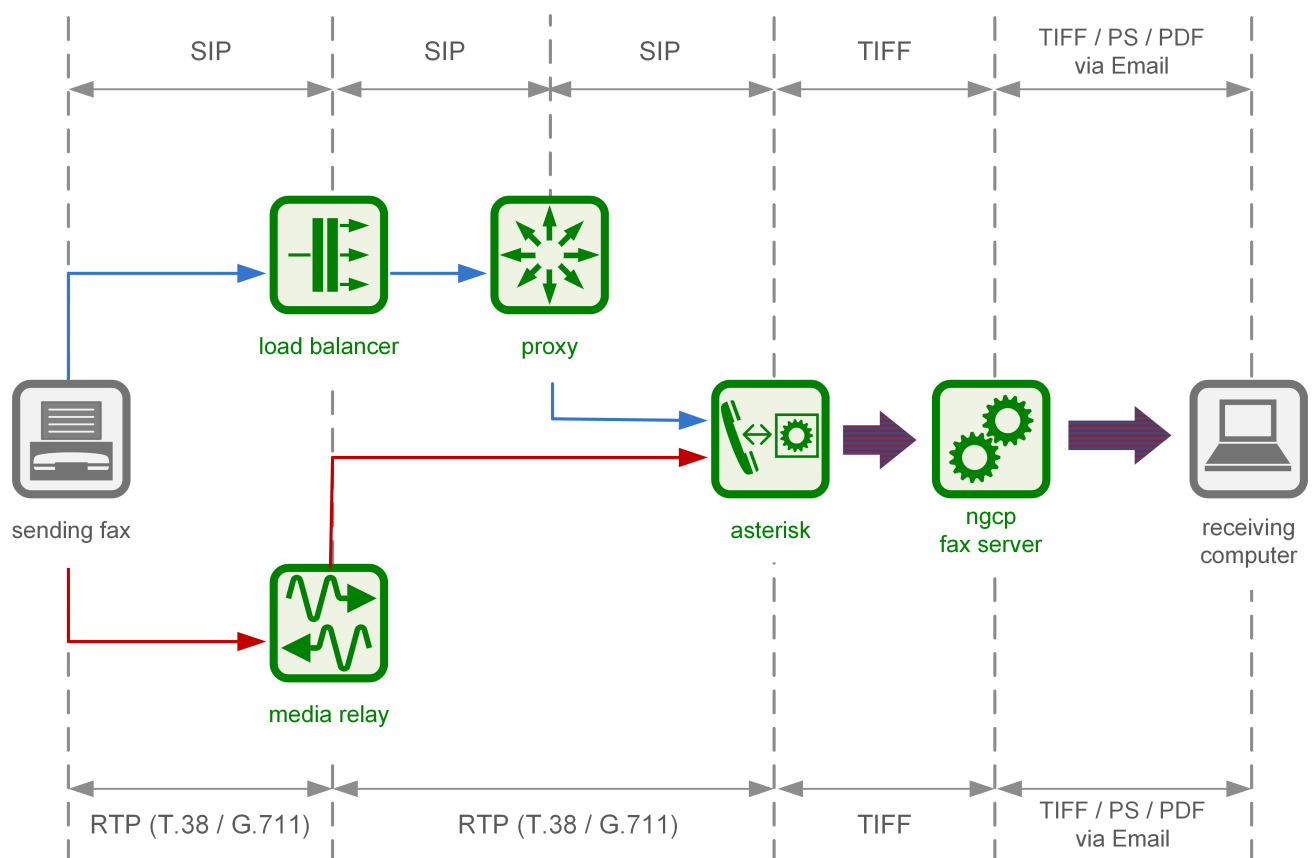 SIP
SIP
SIP
TIFF
TIFF / PS / PDF
via Email
load balancer
proxy
sending fax
asterisk
ngcp
fax server
receiving
computer
media relay
RTP (T.38 / G.711)
RTP (T.38 / G.711)
TIFF
TIFF / PS / PDF
via Email